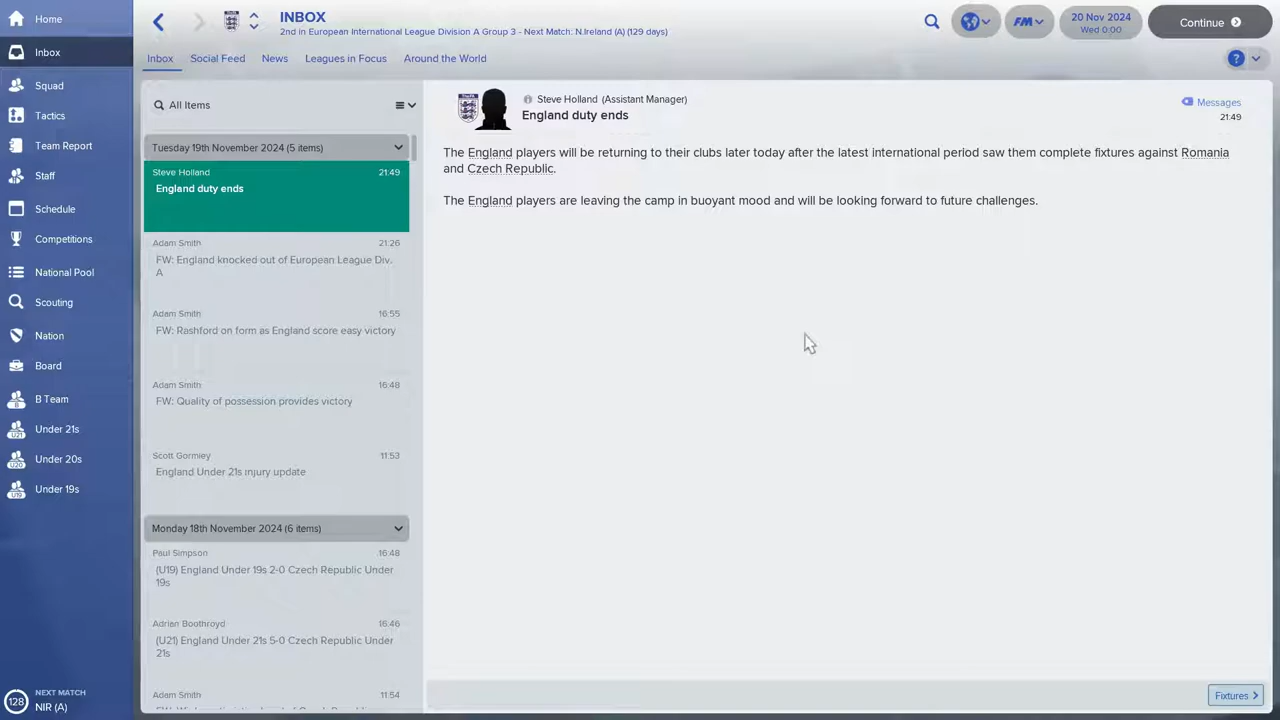 Home
Inbox
Squad
Tactics
Team Report
Staff
Schedule
Competitions
National Pool
Scouting
Nation
Board
B Team
Under 21s
Under 20s
Under 19s
128
NEXT MATCH
NIR (A)
INBOX
2nd in European International League Division A Group 3 - Next Match: N.Ireland (A) (129 days)
FM
20 Nov 2024
Wed 0:00
Continue
Inbox
Social Feed
News
Leagues in Focus
Around the World
?
All Items
Tuesday 19th November 2024 (5 items)
Steve Holland 21:49
England duty ends
Adam Smith 21:26
FW: England knocked out of European League Div.
A
Adam Smith 16:55
FW: Rashford on form as England score easy victory
Adam Smith 16:48
FW: Quality of possession provides victory
Scott Gormley 11:53
England Under 21s injury update
Monday 18th November 2024 (6 items)
Paul Simpson 16:48
(U19) England Under 19s 2-0 Czech Republic Under
19s
Adrian Boothroyd 16:46
(U21) England Under 21s 5-0 Czech Republic Under
21s
Adam Smith 11:54
Steve Holland (Assistant Manager)
England duty ends
Messages
21:49
The England players will be returning to their clubs later today after the latest international period saw them complete fixtures against Romania
and Czech Republic.
The England players are leaving the camp in buoyant mood and will be looking forward to future challenges.
Fixtures